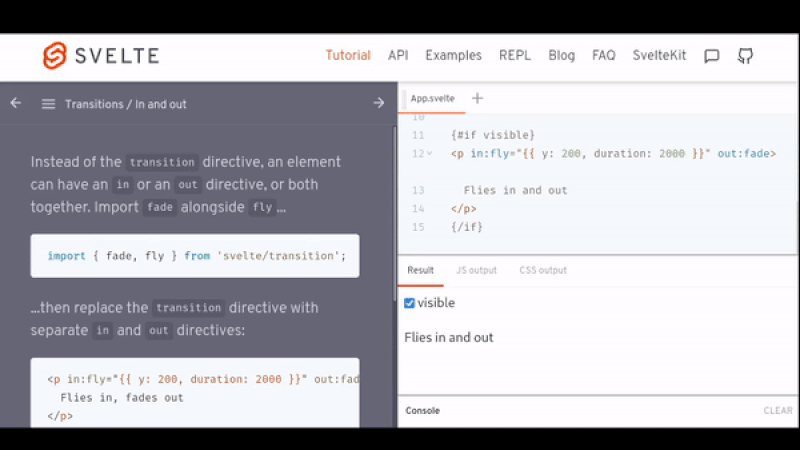 SVELTE
Tutorial API Examples REPL Blog FAQ SvelteKit
Transitions / In and out
Instead of the transition directive, an element
can have an in or an out directive, or both
together. Import fade alongside fly…
import { fade, fly } from 'svelte/transition';
…then replace the transition directive with
separate in and out directives:
<p in:fly="{{ y: 200, duration: 2000 }}" out:fad
Flies in, fades out
</p>
App.svelte +
10
11 {#if visible}
12 <p in:fly="{{ y: 200, duration: 2000 }}" out:fade>
13 Flies in and out
14 </p>
15 {/if}
Result JS output CSS output
visible
Flies in and out
Console CLEAR